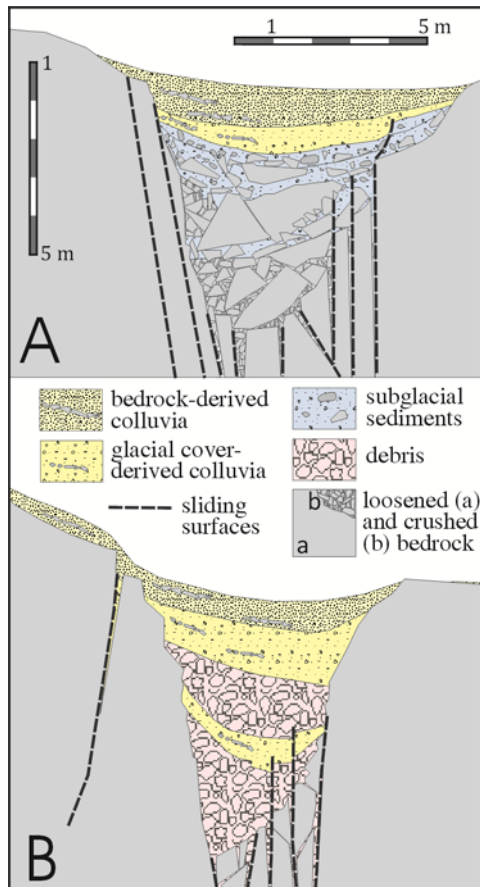 1 5 m
1
5 m
A
bedrock-derived
colluvia
glacial cover-
derived colluvia
sliding
surfaces
subglacial
sediments
debris
b
a
loosened (a)
and crushed
(b) bedrock
B